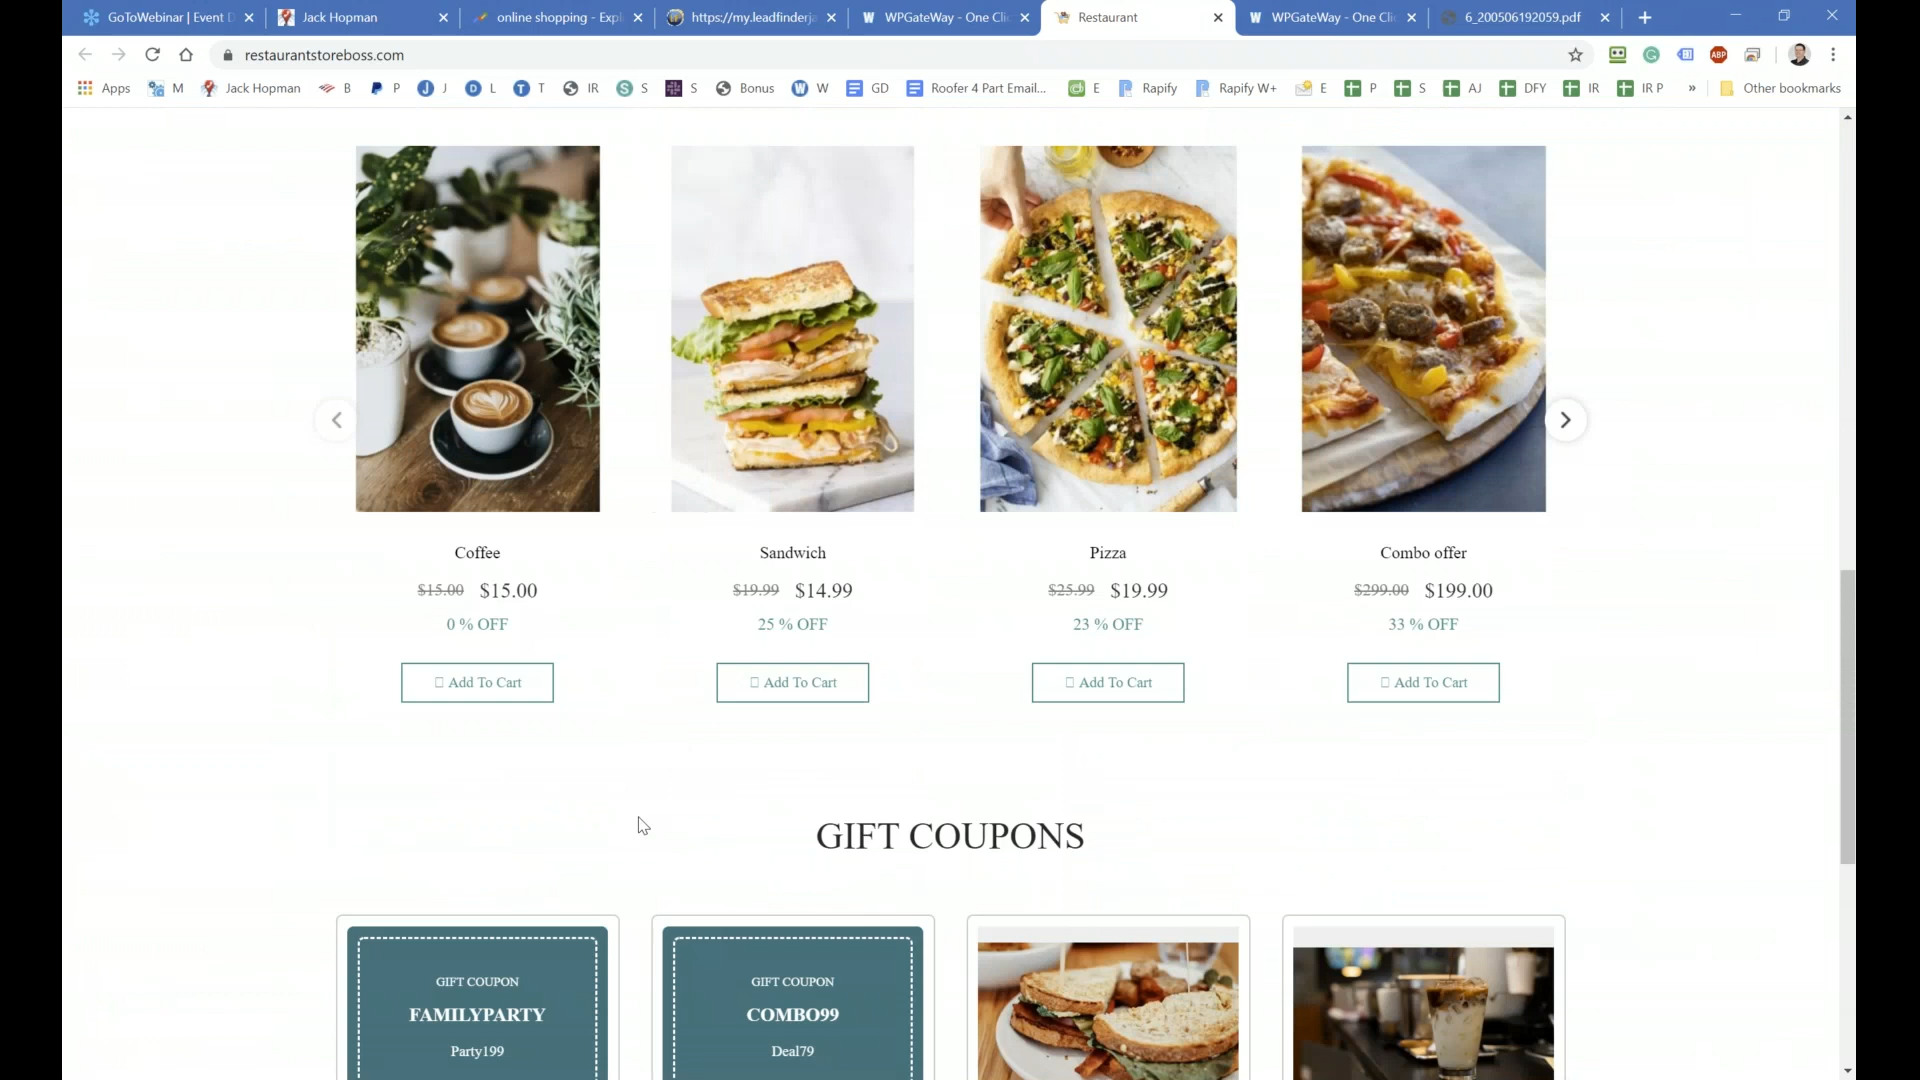 GoToWebinar | Event D
Jack Hopman
online shopping - Expl
https://my.leadfinderja
WPGateWay - One Clic
Restaurant
WPGateWay - One Clic
6_200506192059.pdf
restaurantstoreboss.com
ABP
Apps
M
Jack Hopman
B
P
J
J
D
L
T
T
IR
S
S
S
Bonus
W
W
GD
Roofer 4 Part Email...
E
Rapify
Rapify W+
E
P
S
AJ
DFY
IR
IR P
»
Other bookmarks
Coffee
$15.00 $15.00
0 % OFF
Add To Cart
Sandwich
$19.99 $14.99
25 % OFF
Add To Cart
Pizza
$25.99 $19.99
23 % OFF
Add To Cart
Combo offer
$299.00 $199.00
33 % OFF
Add To Cart
GIFT COUPONS
GIFT COUPON
FAMILYPARTY
Party199
GIFT COUPON
COMBO99
Deal79